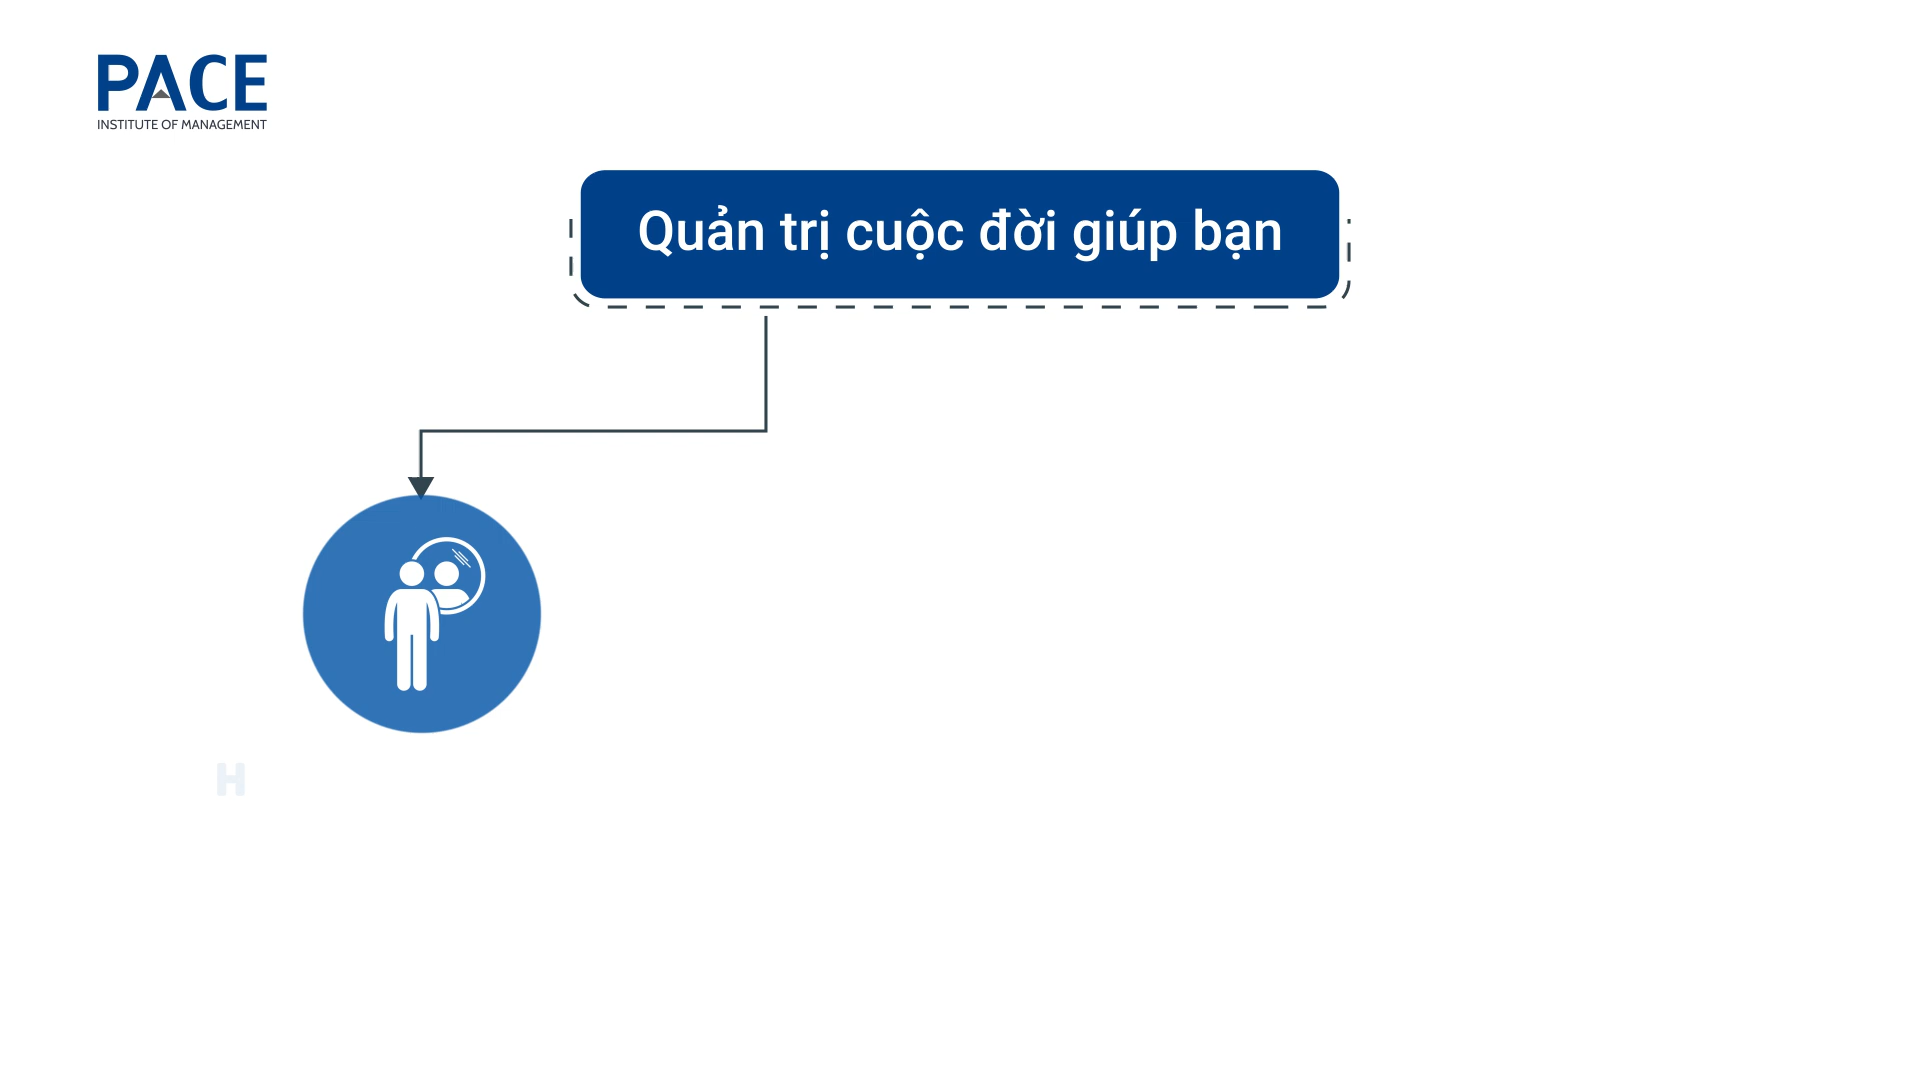 PACE
INSTITUTE OF MANAGEMENT
Quản trị cuộc đời giúp bạn
H